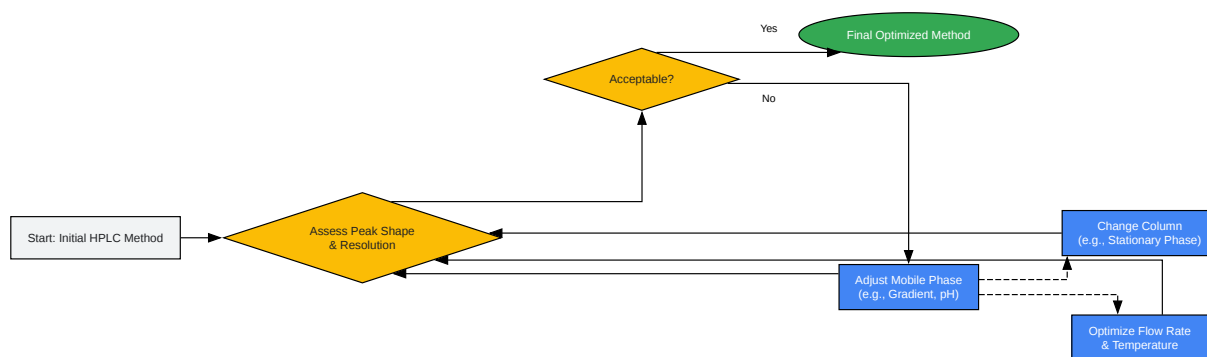 Yes
Final Optimized Method
Acceptable?
No
Start: Initial HPLC Method
Assess Peak Shape
& Resolution
Change Column
(e.g., Stationary Phase)
Adjust Mobile Phase
(e.g., Gradient, pH)
Optimize Flow Rate
& Temperature